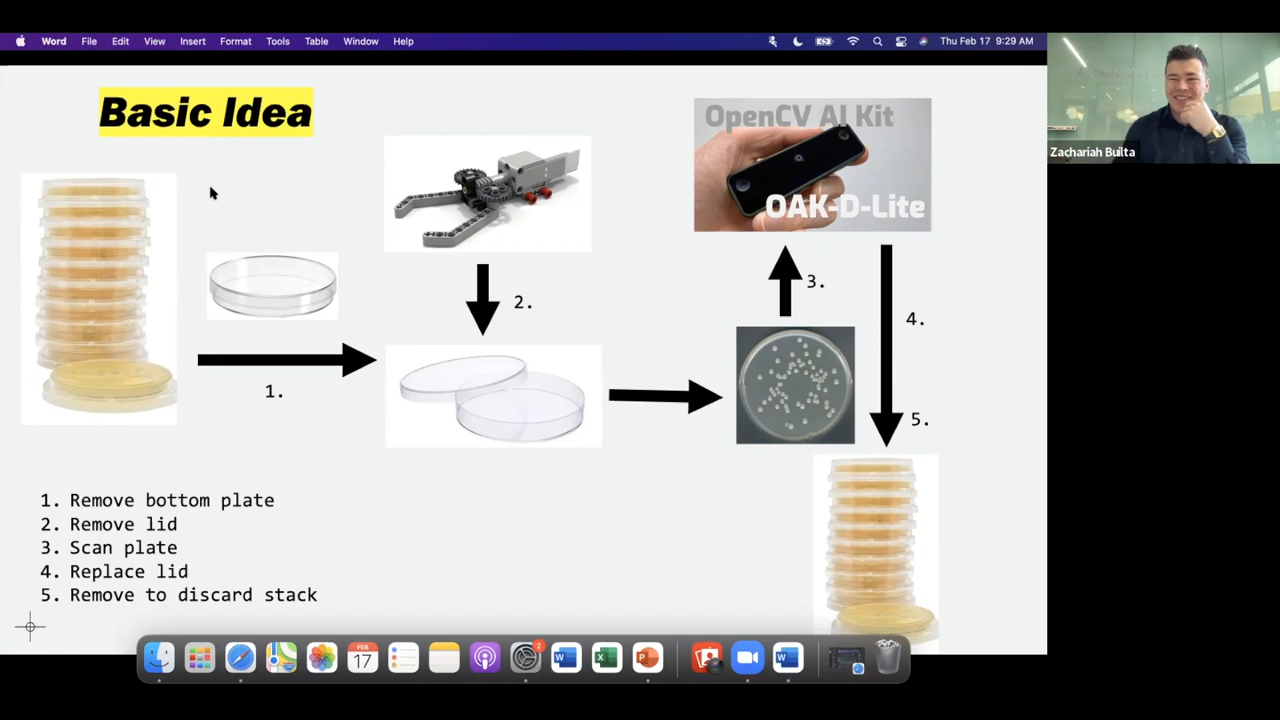 Word File Edit View Insert Format Tools Table Window Help
Thu Feb 17 9:29 AM
Zachariah Builta
Basic Idea
OpenCV AI Kit
OAK-D-Lite
1.
2.
3.
4.
5.
1. Remove bottom plate
2. Remove lid
3. Scan plate
4. Replace lid
5. Remove to discard stack
FEB
17
2
W
X
P
W